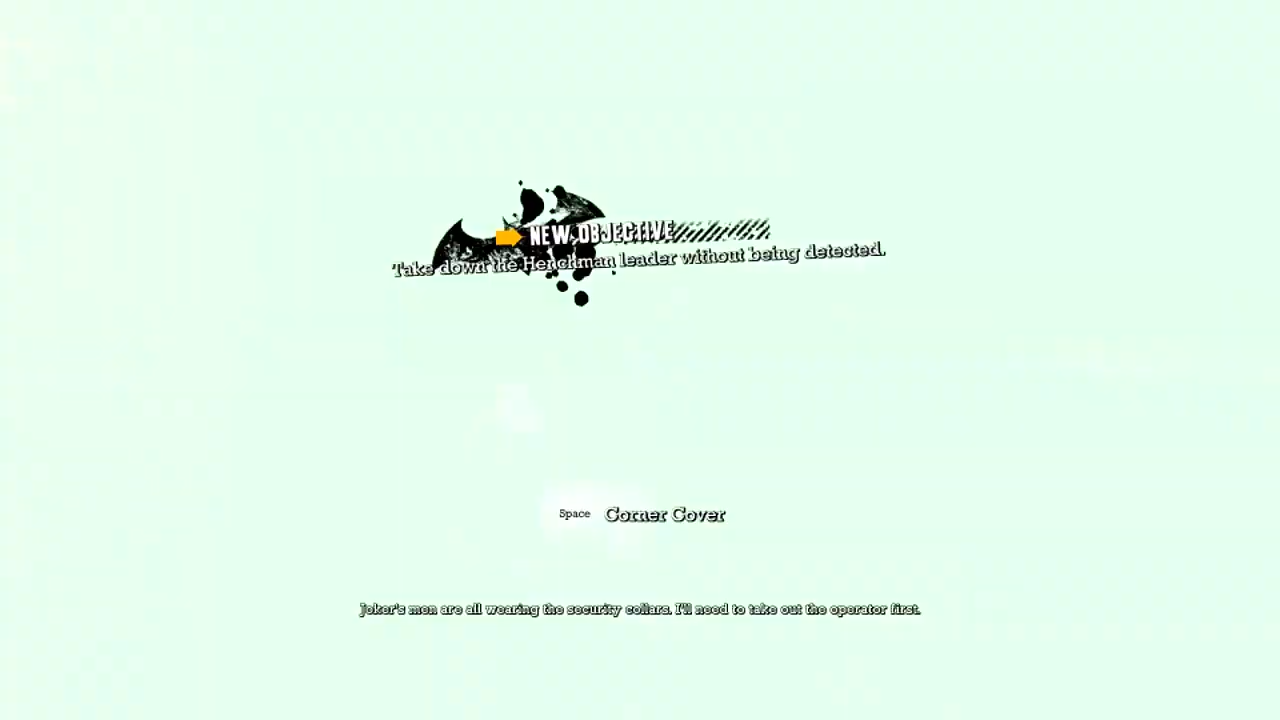 NEW OBJECTIVE
Take down the Henchman leader without being detected.
Space Corner Cover
Joker's men are all wearing the security collars. I'll need to take out the operator first.